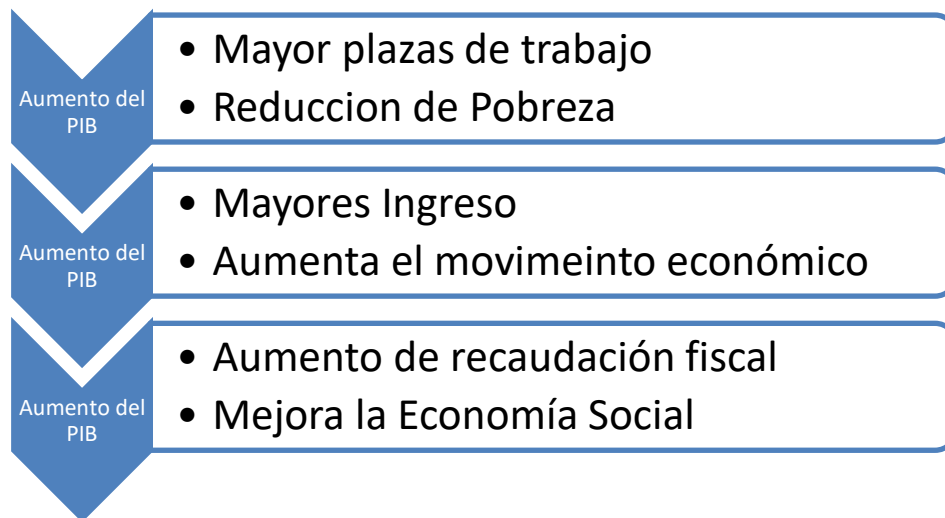 Aumento del
PIB
• Mayor plazas de trabajo
• Reduccion de Pobreza
Aumento del
PIB
• Mayores Ingreso
• Aumenta el movimeinto económico
Aumento del
PIB
• Aumento de recaudación fiscal
• Mejora la Economía Social